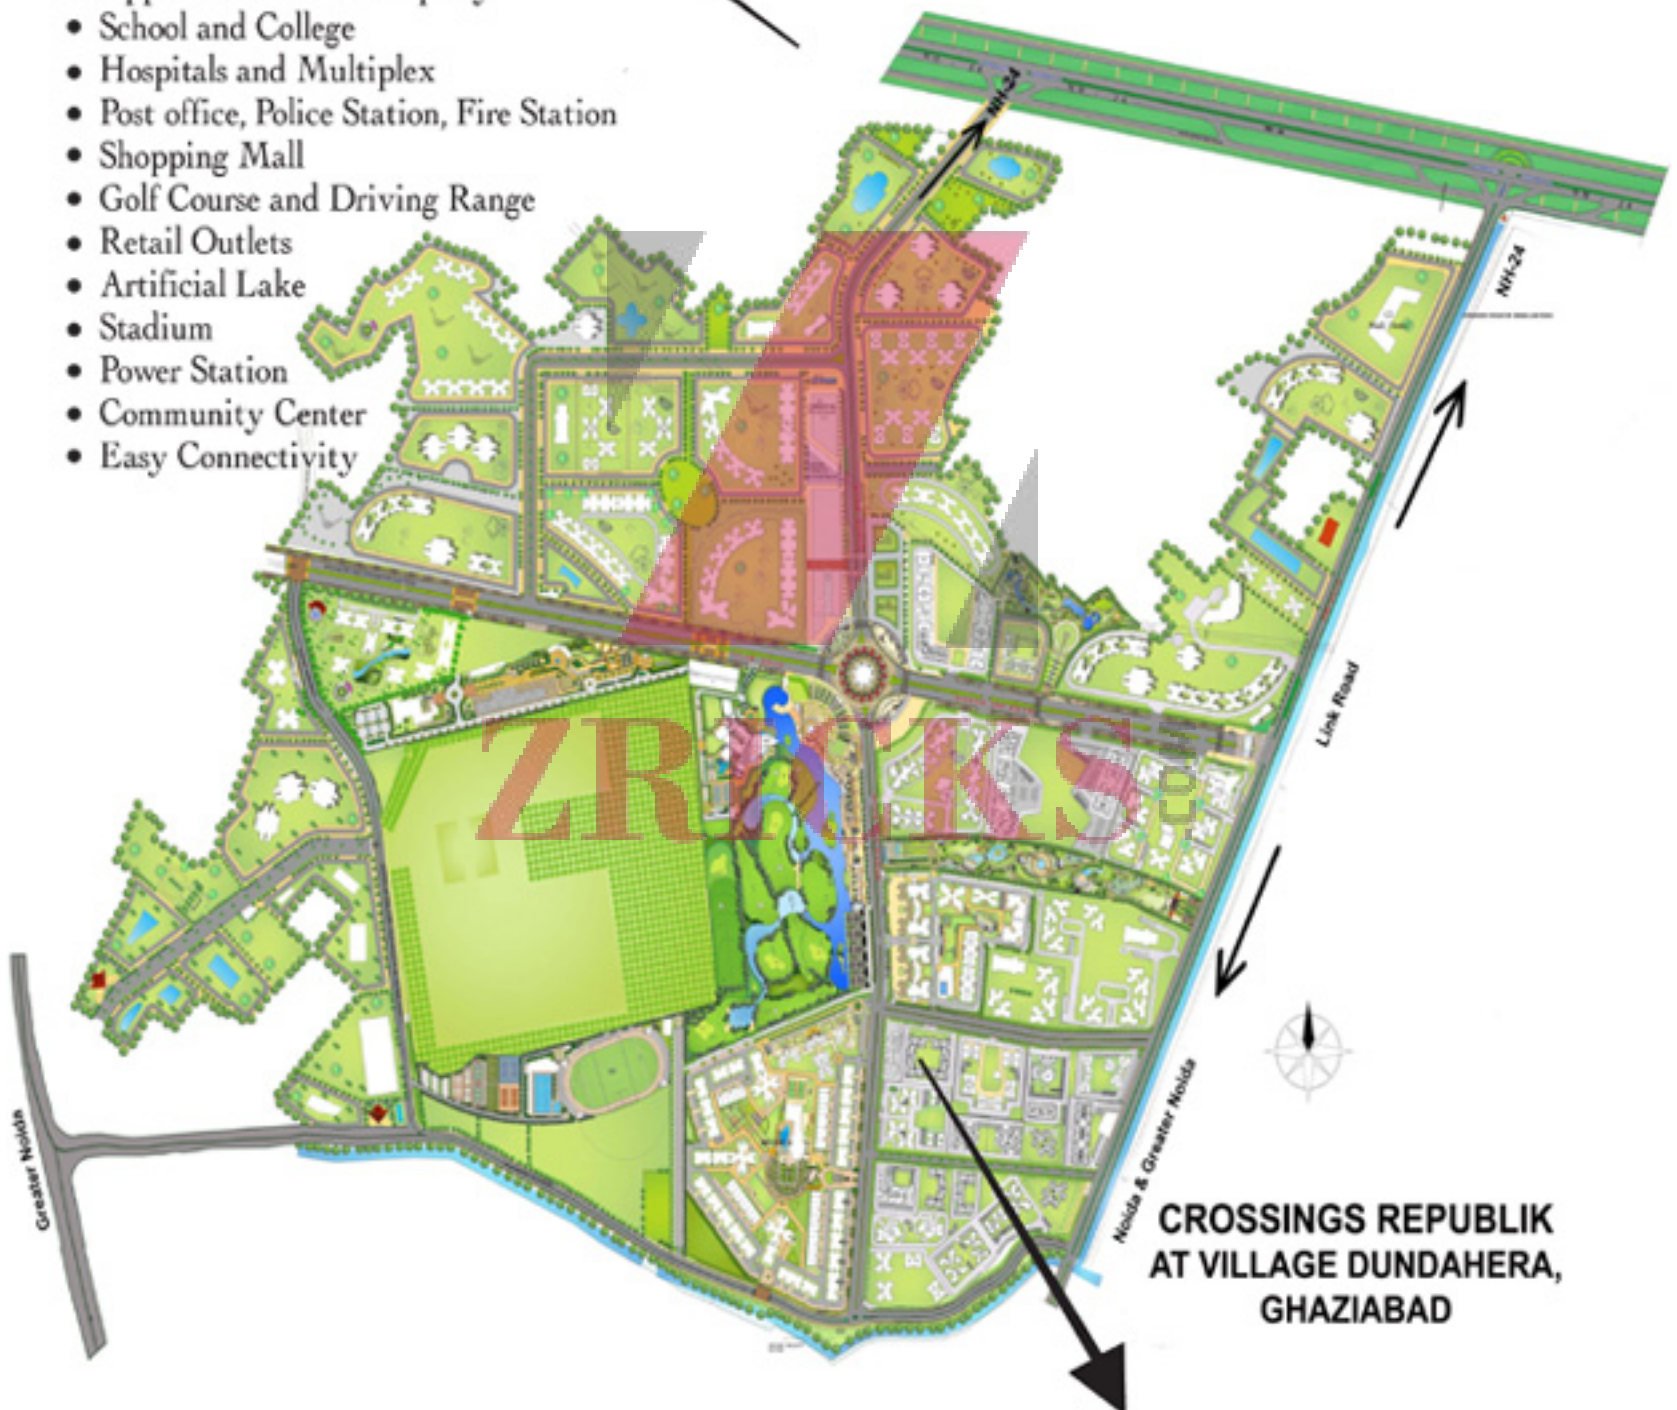 School and College
Hospitals and Multiplex
Post office, Police Station, Fire Station
Shopping Mall
Golf Course and Driving Range
Retail Outlets
Artificial Lake
Stadium
Power Station
Community Center
Easy Connectivity
NH-24
NH-24
Link Road
ZRICKS
.COM
Greater Noida
Noida & Greater Noida
CROSSINGS REPUBLIK
AT VILLAGE DUNDAHERA,
GHAZIABAD